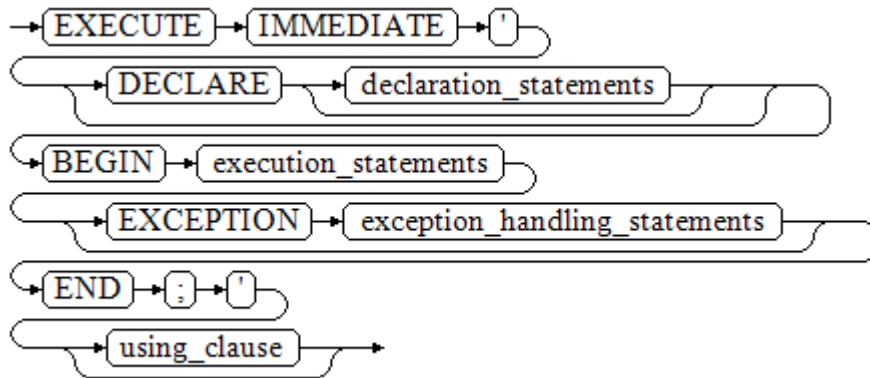 EXECUTE IMMEDIATE '
DECLARE declaration_statements
BEGIN execution_statements
EXCEPTION exception_handling_statements
END ; '
using_clause